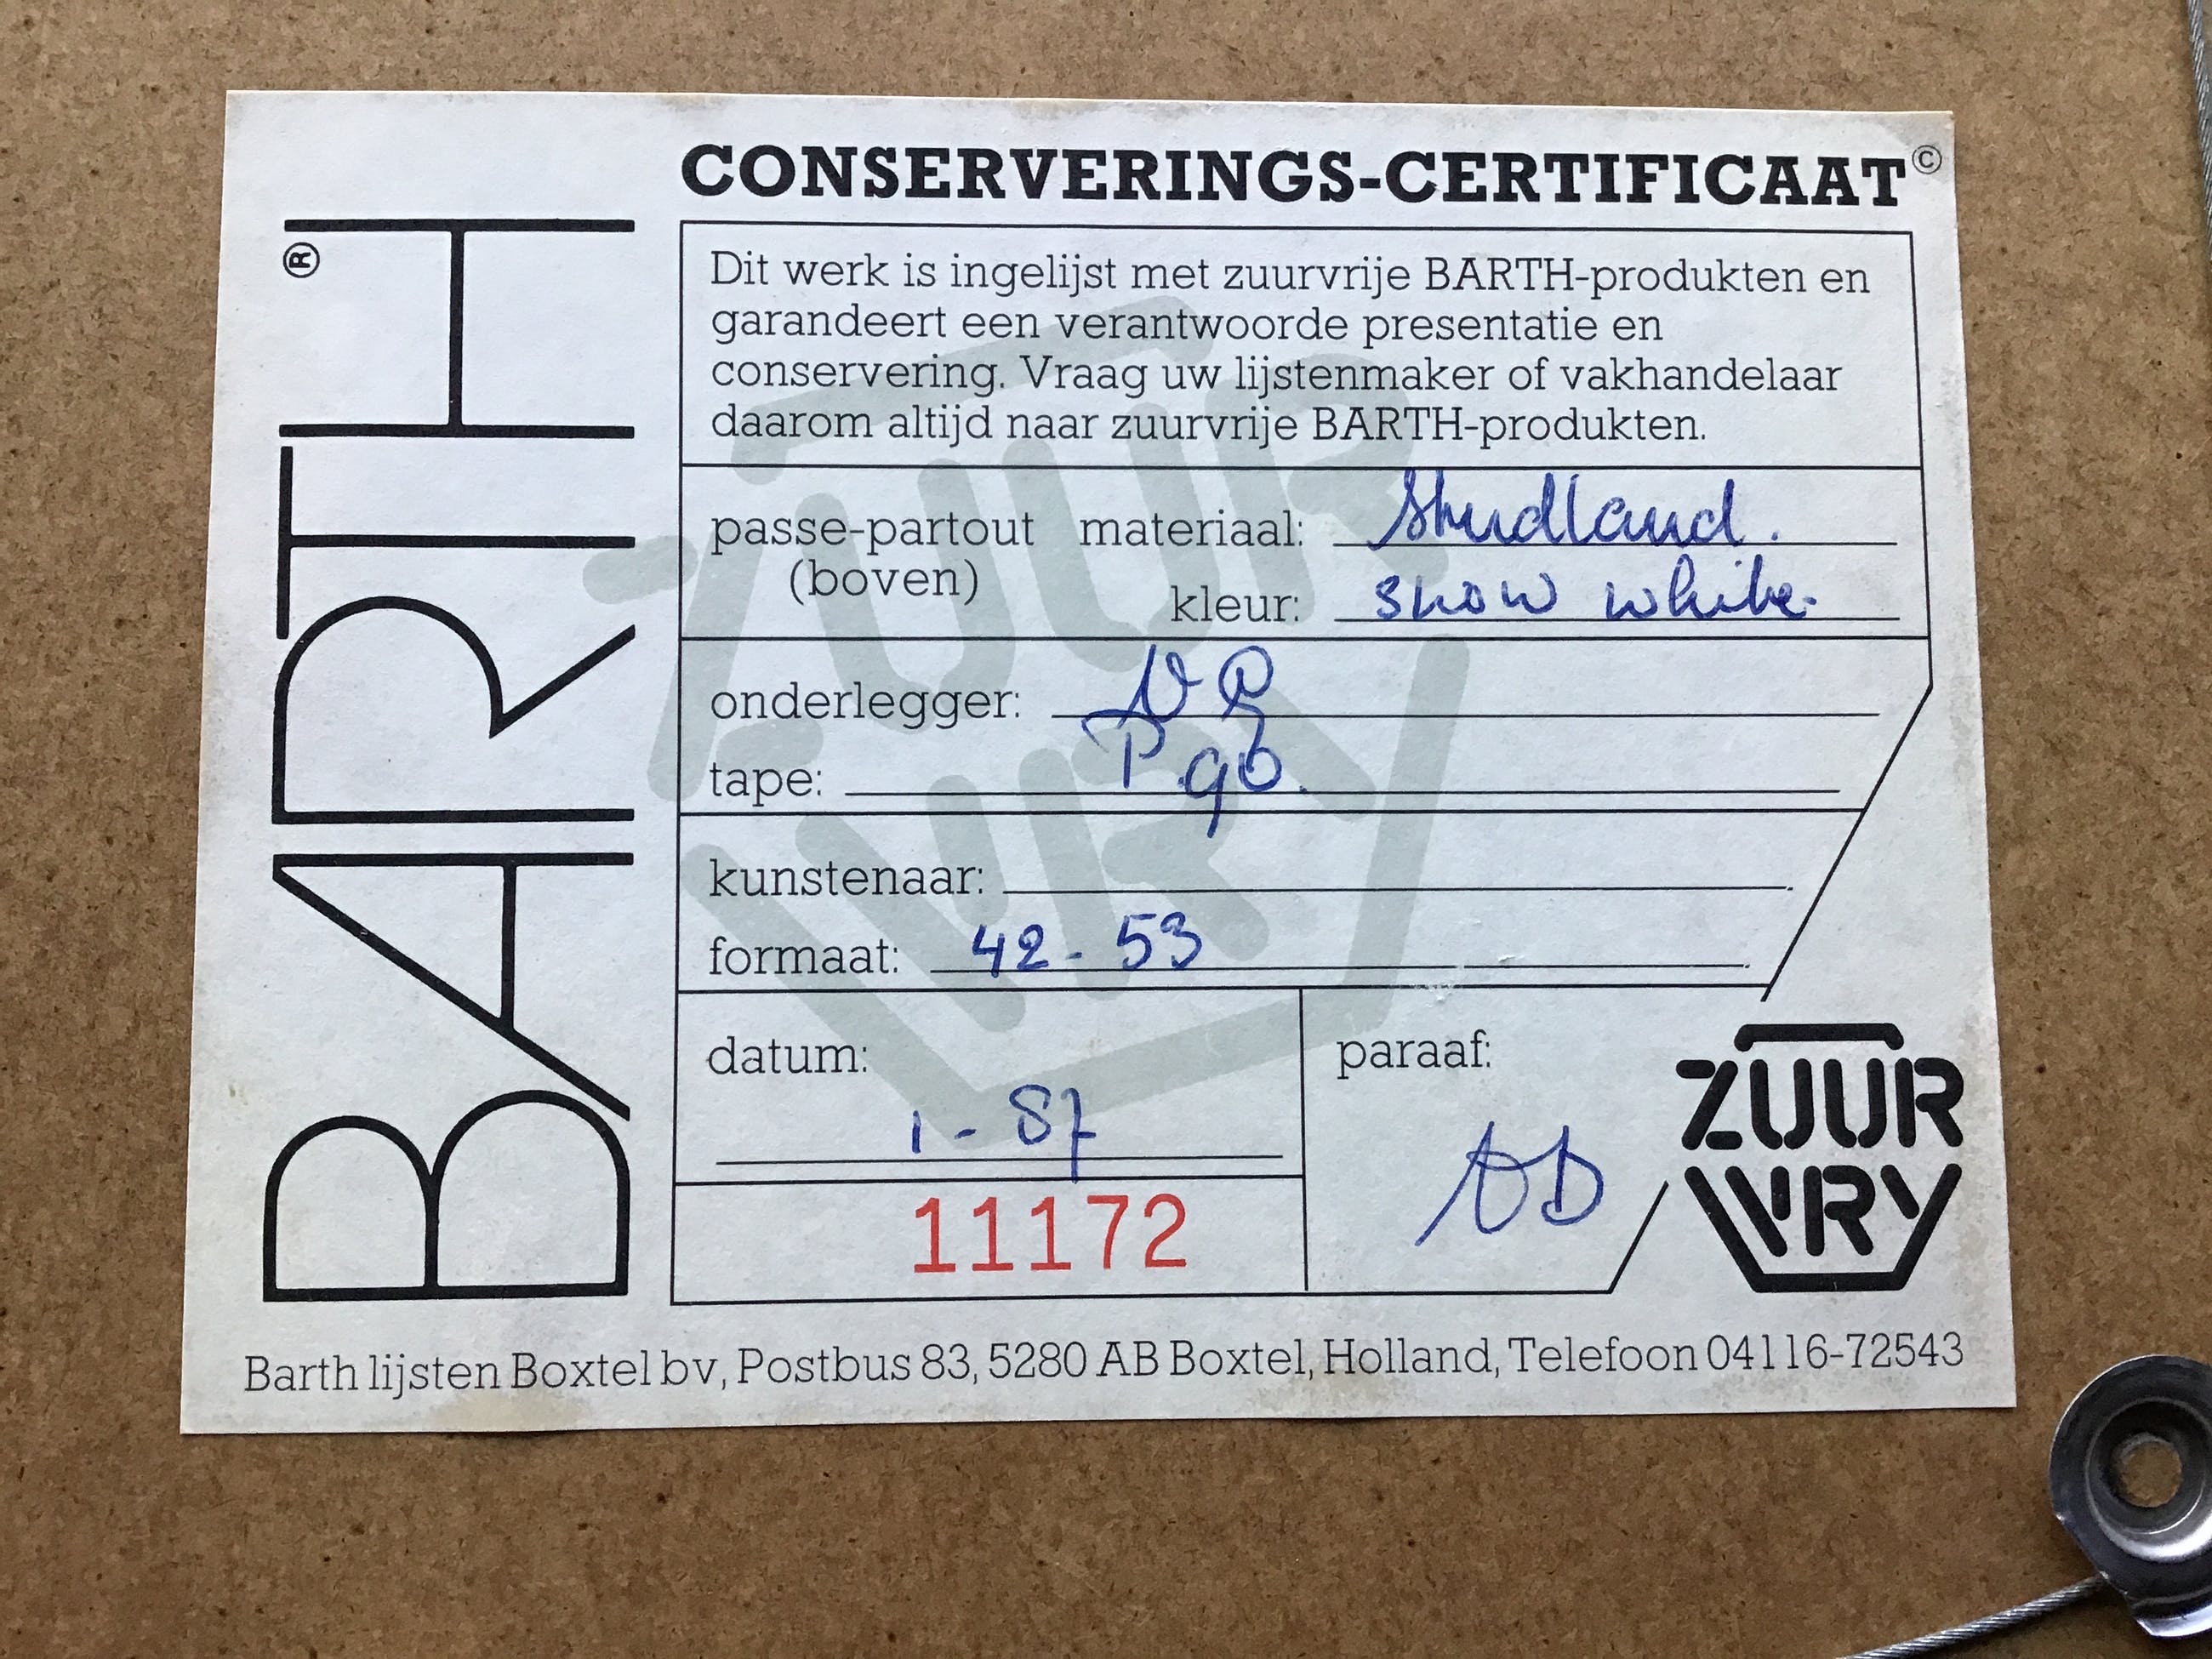 BARTH®
CONSERVERINGS-CERTIFICAAT©
Dit werk is ingelijst met zuurvrije BARTH-produkten en
garandeert een verantwoorde presentatie en
conservering. Vraag uw lijstenmaker of vakhandelaar
daarom altijd naar zuurvrije BARTH-produkten.
passe-partout materiaal: Studland.
(boven) kleur: snow white.
onderlegger:
tape: P 90.
kunstenaar:
formaat: 42 - 53
datum:
1 - 87
11172
paraaf:
ZUUR
VRY
ZUUR
VRY
Barth lijsten Boxtel bv, Postbus 83, 5280 AB Boxtel, Holland, Telefoon 04116-72543